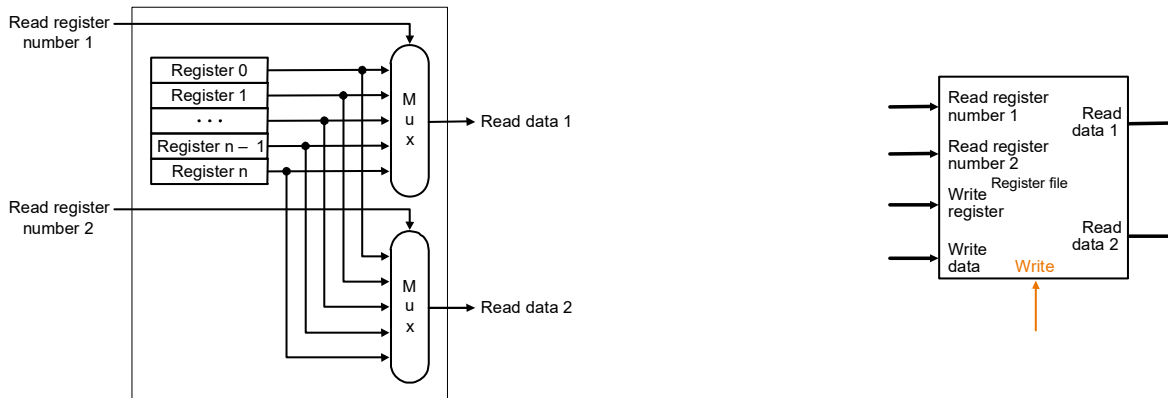 Read register
number 1
Register 0
Register 1
· · ·
Register n – 1
Register n
M
u
x
Read data 1
Read register
number 2
M
u
x
Read data 2
Read register
number 1
Read
data 1
Read register
number 2
Register file
Write
register
Read
data 2
Write
data
Write